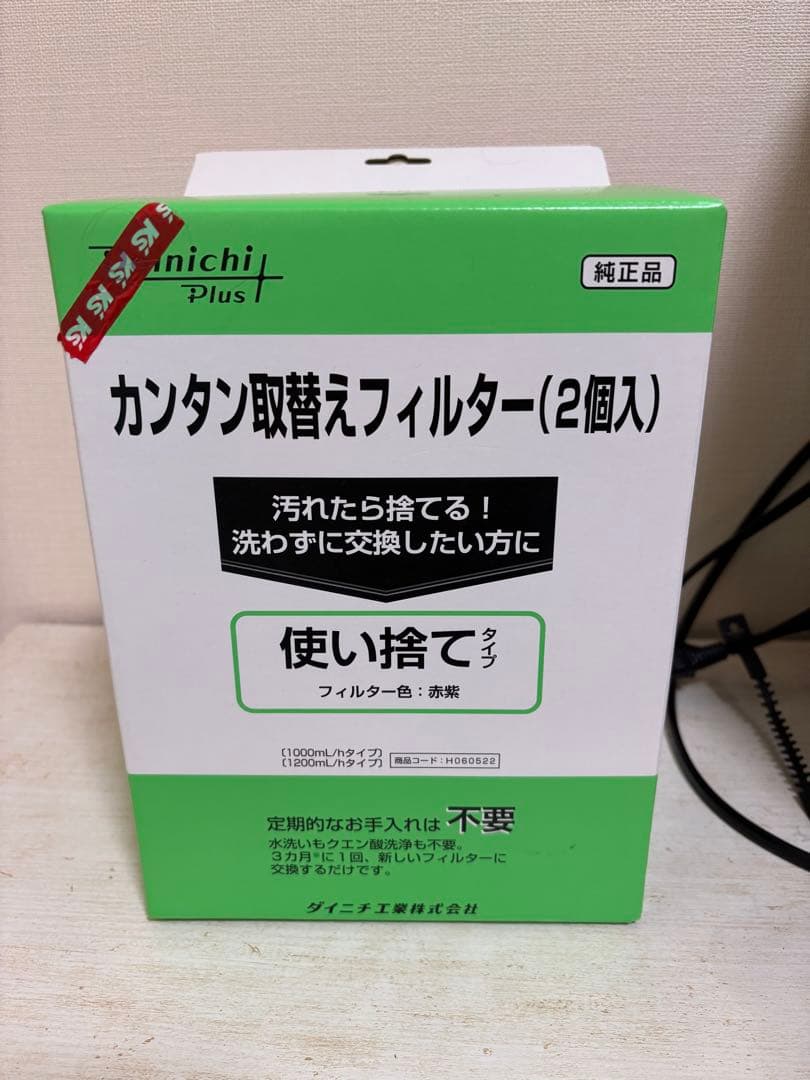 K's K's K's K's
Plus
純正品
カンタン取替えフィルター(2個入)
汚れたら捨てる!
洗わずに交換したい方に
使い捨てタイプ
フィルター色:赤紫
〔1000mL/hタイプ〕
〔1200mL/hタイプ〕 商品コード:H060522
定期的なお手入れは 不要
水洗いもクエン酸洗浄も不要。
3カ月※に1回、新しいフィルターに
交換するだけです。
ダイニチ工業株式会社